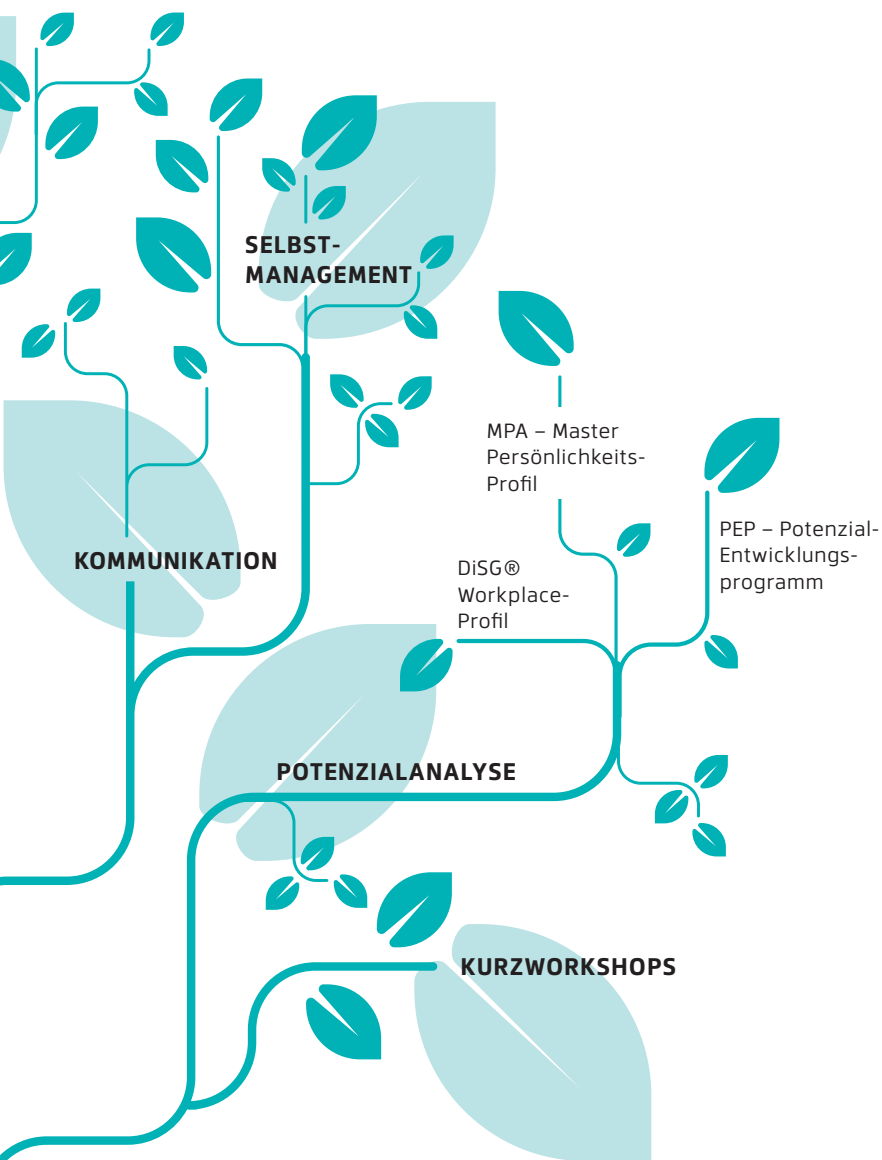 SELBST-
MANAGEMENT
MPA – Master
Persönlichkeits-
Profil
PEP – Potenzial-
Entwicklungs-
programm
KOMMUNIKATION
DiSG®
Workplace-
Profil
POTENZIALANALYSE
KURZWORKSHOPS